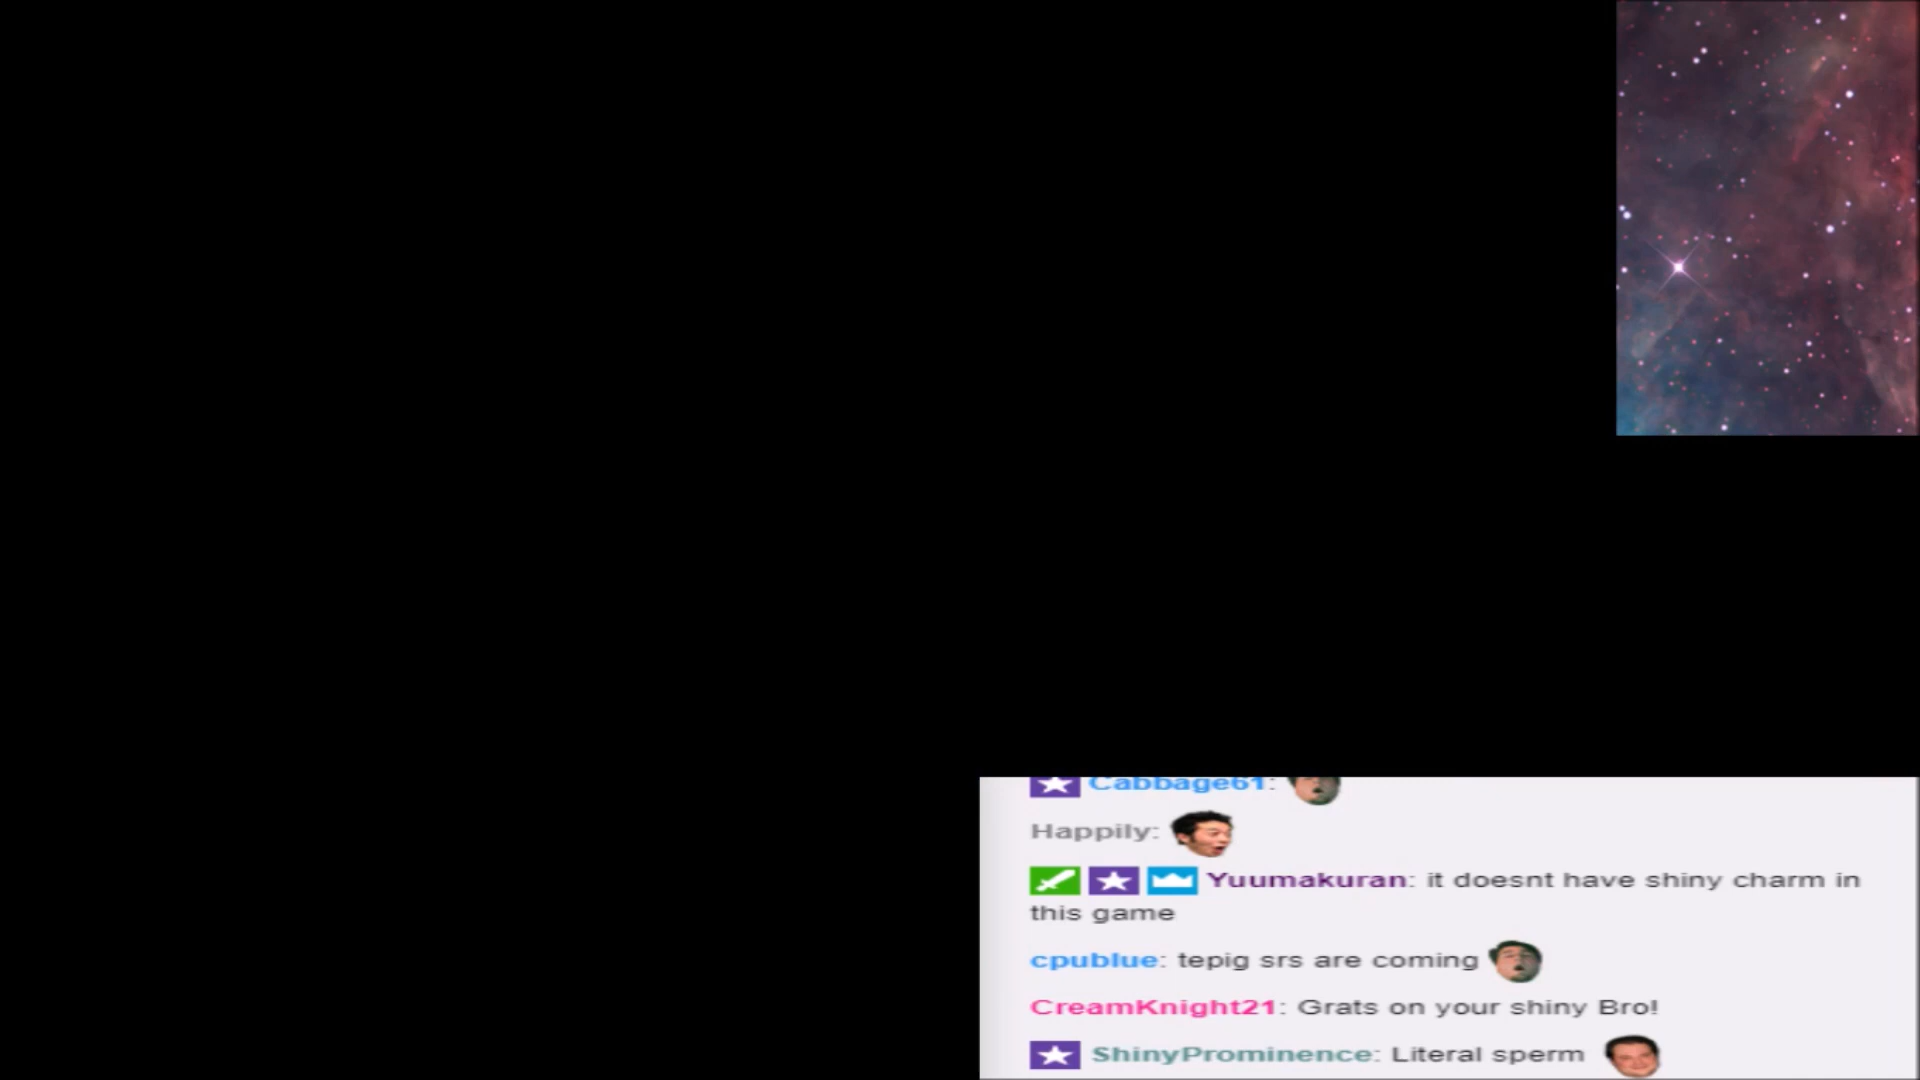 Cabbage61:
Happily:
Yuumakuran: it doesnt have shiny charm in
this game
cpublue: tepig srs are coming
CreamKnight21: Grats on your shiny Bro!
ShinyProminence: Literal sperm